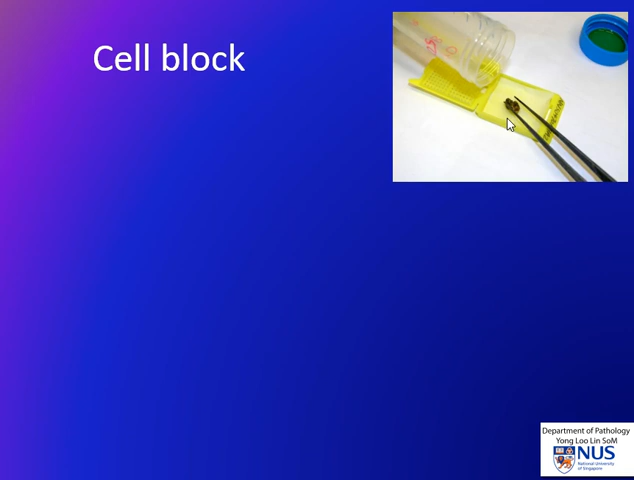 Cell block
Department of Pathology
Yong Loo Lin SoM
NUS
National University
of Singapore